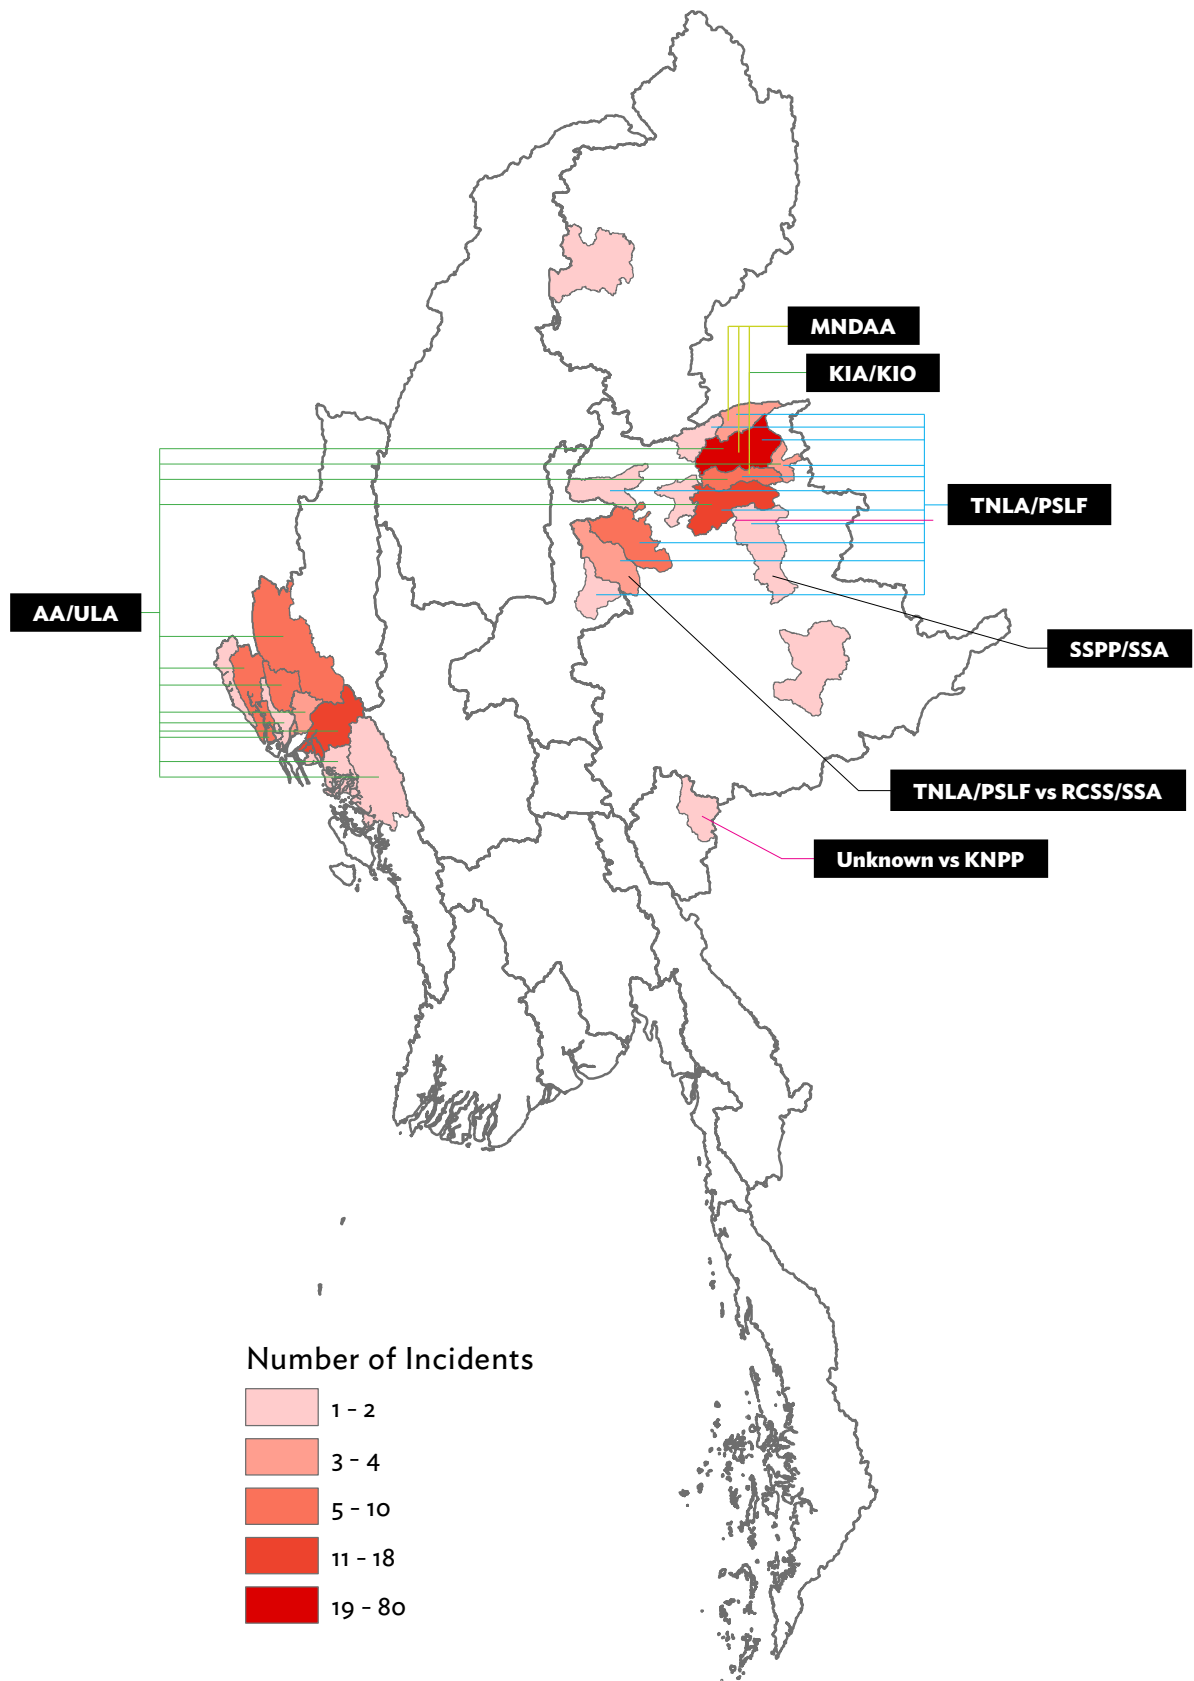 MNDAA
KIA/KIO
TNLA/PSLF
AA/ULA
SSPP/SSA
TNLA/PSLF vs RCSS/SSA
Unknown vs KNPP
Number of Incidents
1 - 2
3 - 4
5 - 10
11 - 18
19 - 80